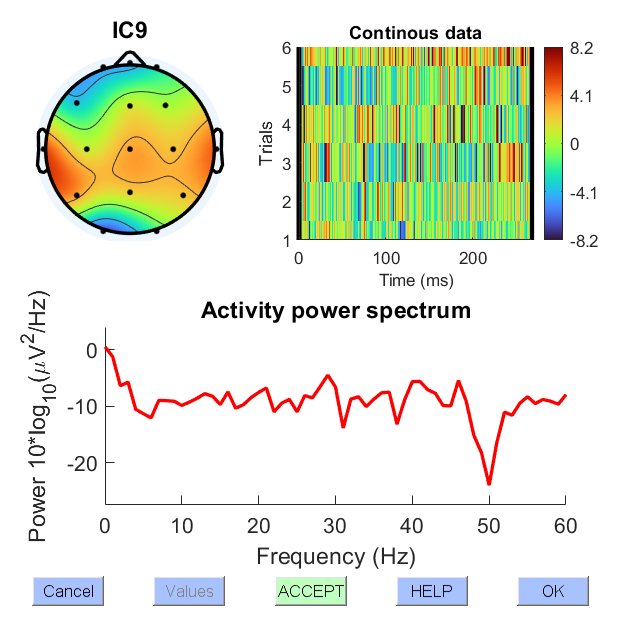 IC9
Continous data
6
5
4
3
2
1
Trials
0
100
200
Time (ms)
8.2
4.1
0
-4.1
-8.2
Activity power spectrum
Power 10*log10(μV2/Hz)
0
-10
-20
0
10
20
30
40
50
60
Frequency (Hz)
Cancel
Values
ACCEPT
HELP
OK